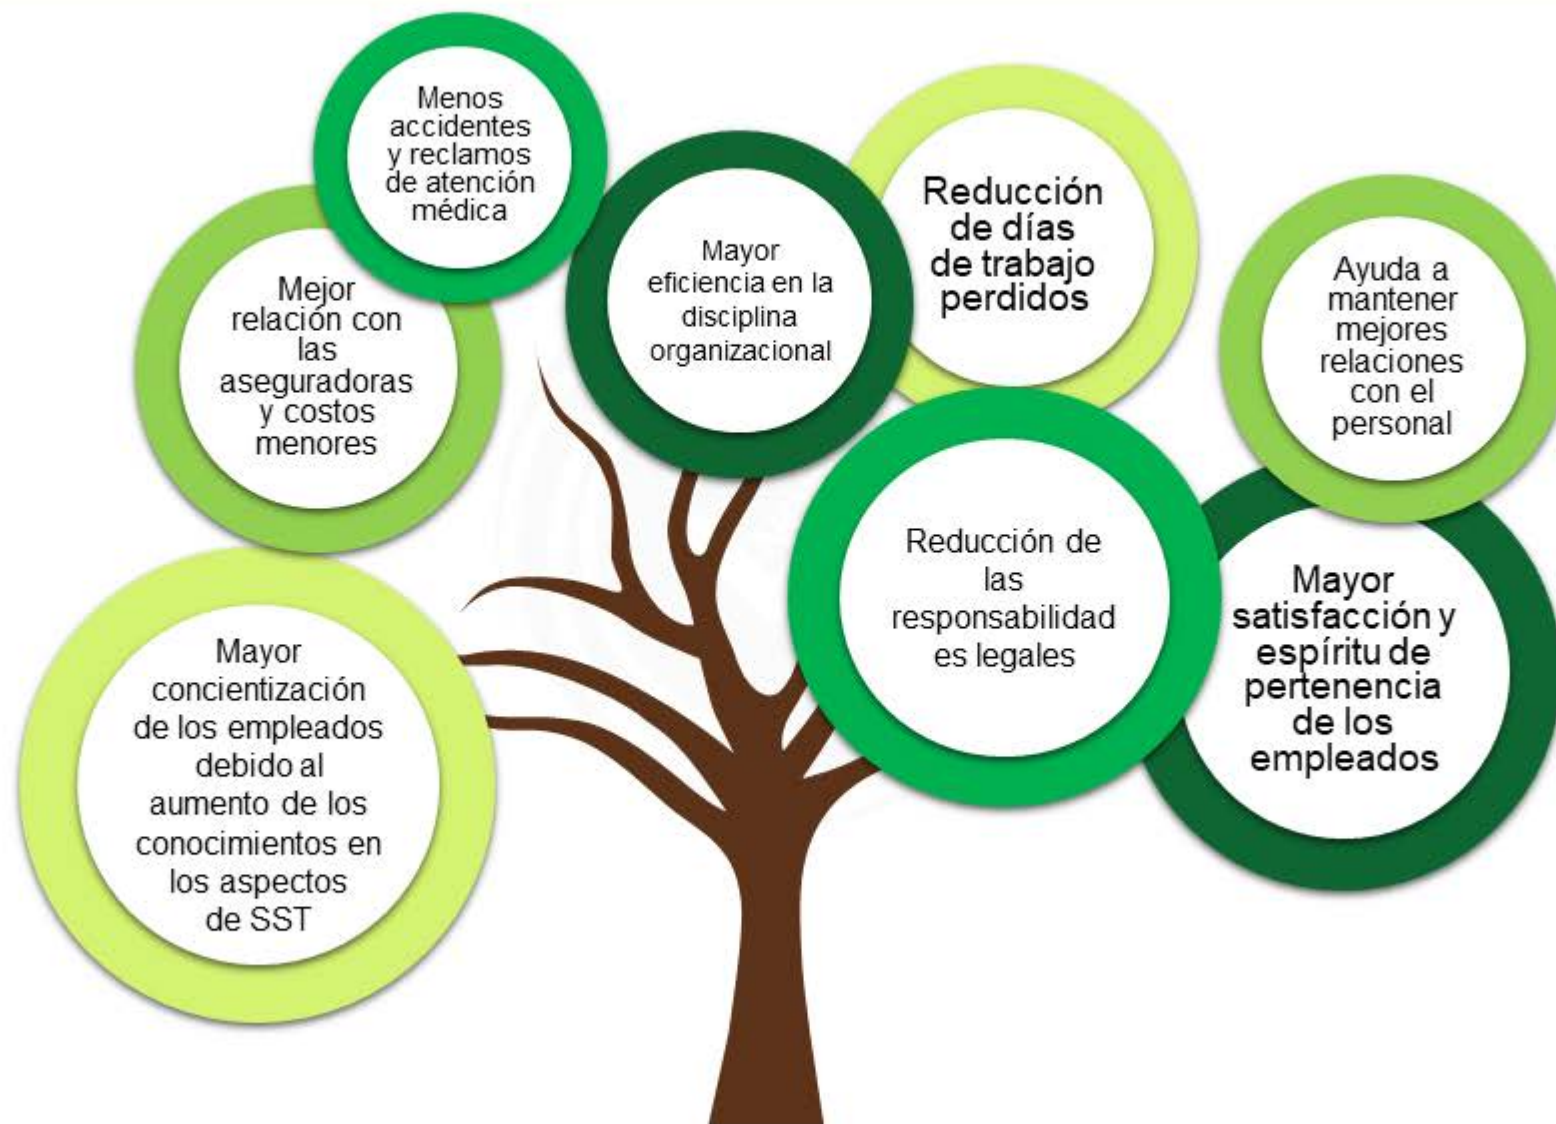 Menos
accidentes
y reclamos
de atención
médica
Mejor
relación con
las
aseguradoras
y costos
menores
Mayor
eficiencia en la
disciplina
organizacional
Reducción
de días
de trabajo
perdidos
Ayuda a
mantener
mejores
relaciones
con el
personal
Mayor
concientización
de los empleados
debido al
aumento de los
conocimientos en
los aspectos
de SST
Reducción de
las
responsabilidad
es legales
Mayor
satisfacción y
espíritu de
pertenencia
de los
empleados